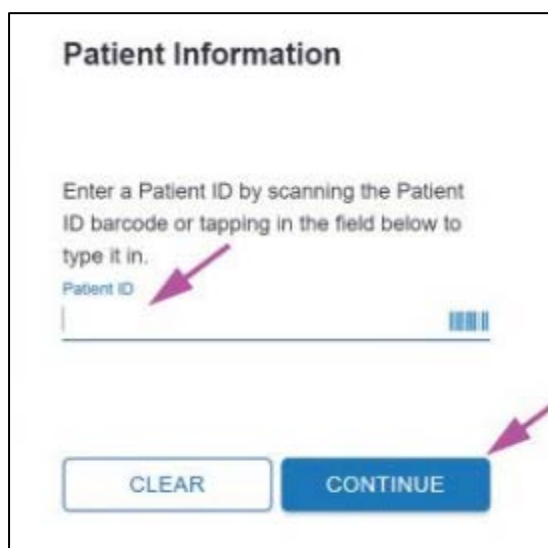 Patient Information
Enter a Patient ID by scanning the Patient
ID barcode or tapping in the field below to
type it in.
Patient ID
CLEAR
CONTINUE